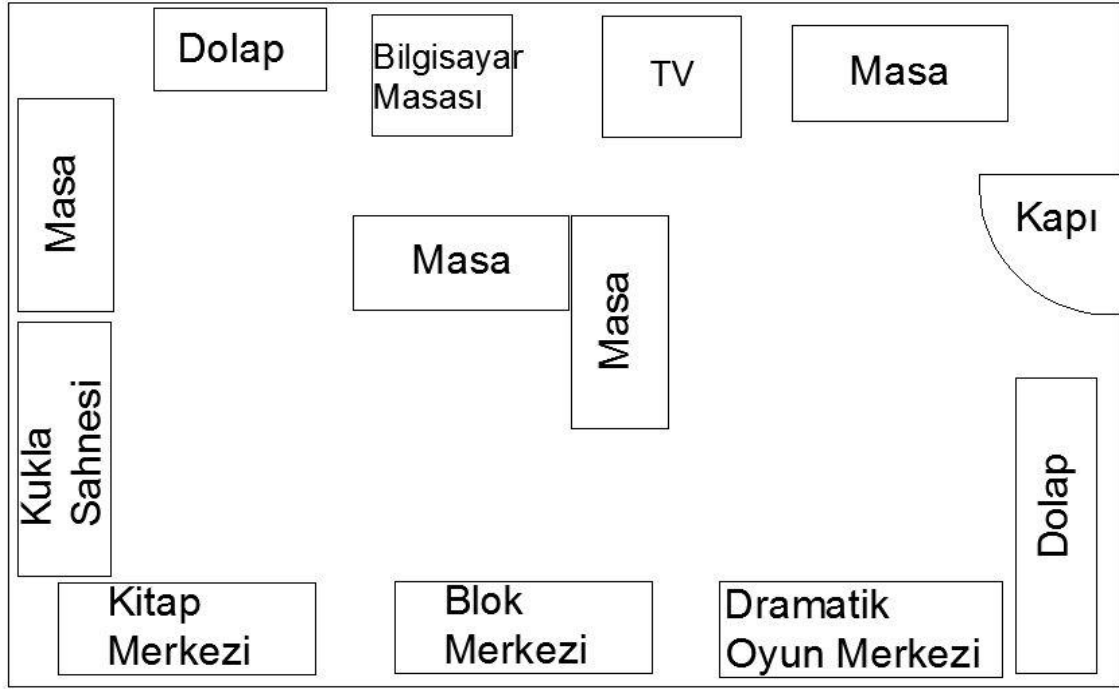 Dolap
Bilgisayar
Masası
TV
Masa
Masa
Masa
Masa
Kapı
Kukla
Sahnesi
Dolap
Kitap
Merkezi
Blok
Merkezi
Dramatik
Oyun Merkezi